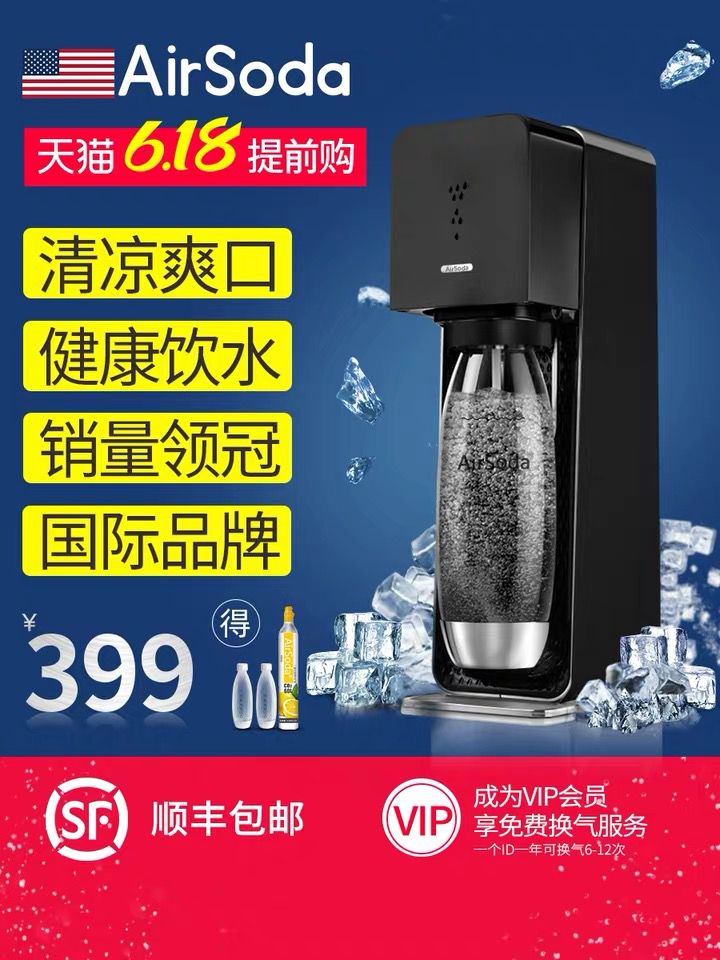 AirSoda
天猫6.18提前购
清凉爽口
健康饮水
销量领冠
国际品牌
AirSoda
AirSoda
¥399
得
AirSoda
SF
顺丰包邮
VIP
成为VIP会员
享免费换气服务
一个ID一年可换气6-12次